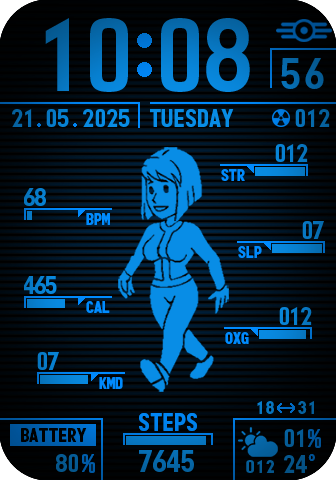 10:08
56
21.05.2025 TUESDAY 012
012
STR
68
BPM
07
SLP
465
CAL
012
OXG
07
KMD
18↔31
BATTERY
80%
STEPS
7645
01%
012 24°